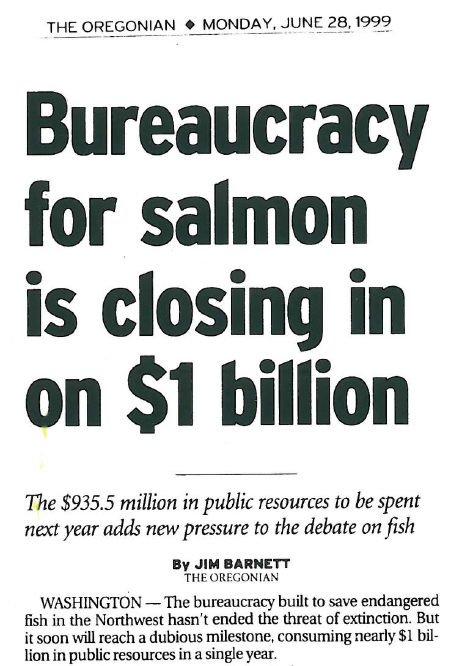 THE OREGONIAN ◆ MONDAY, JUNE 28, 1999
Bureaucracy
for salmon
is closing in
on $1 billion
The $935.5 million in public resources to be spent
next year adds new pressure to the debate on fish
By JIM BARNETT
THE OREGONIAN
WASHINGTON — The bureaucracy built to save endangered
fish in the Northwest hasn't ended the threat of extinction. But
it soon will reach a dubious milestone, consuming nearly $1 bil-
lion in public resources in a single year.